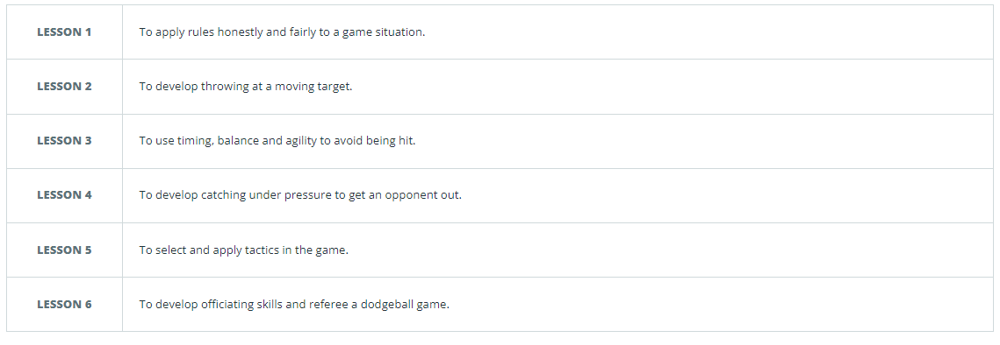 LESSON 1 To apply rules honestly and fairly to a game situation.
LESSON 2 To develop throwing at a moving target.
LESSON 3 To use timing, balance and agility to avoid being hit.
LESSON 4 To develop catching under pressure to get an opponent out.
LESSON 5 To select and apply tactics in the game.
LESSON 6 To develop officiating skills and referee a dodgeball game.